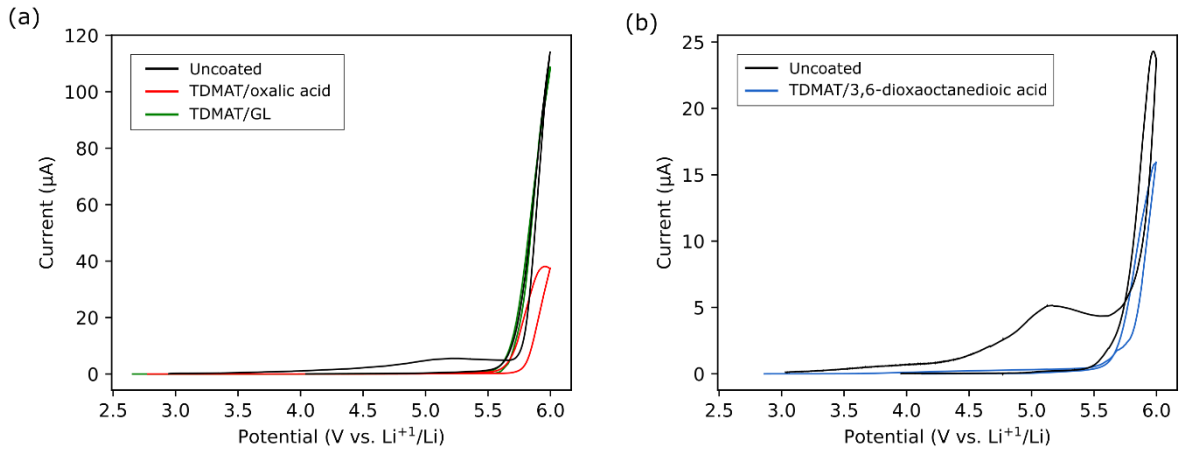 (a)
120
100
80
60
40
20
0
Current (µA)
Uncoated
TDMAT/oxalic acid
TDMAT/GL
2.5 3.0 3.5 4.0 4.5 5.0 5.5 6.0
Potential (V vs. Li⁺¹/Li)
(b)
25
20
15
10
5
0
Current (µA)
Uncoated
TDMAT/3,6-dioxaoctanedioic acid
2.5 3.0 3.5 4.0 4.5 5.0 5.5 6.0
Potential (V vs. Li⁺¹/Li)